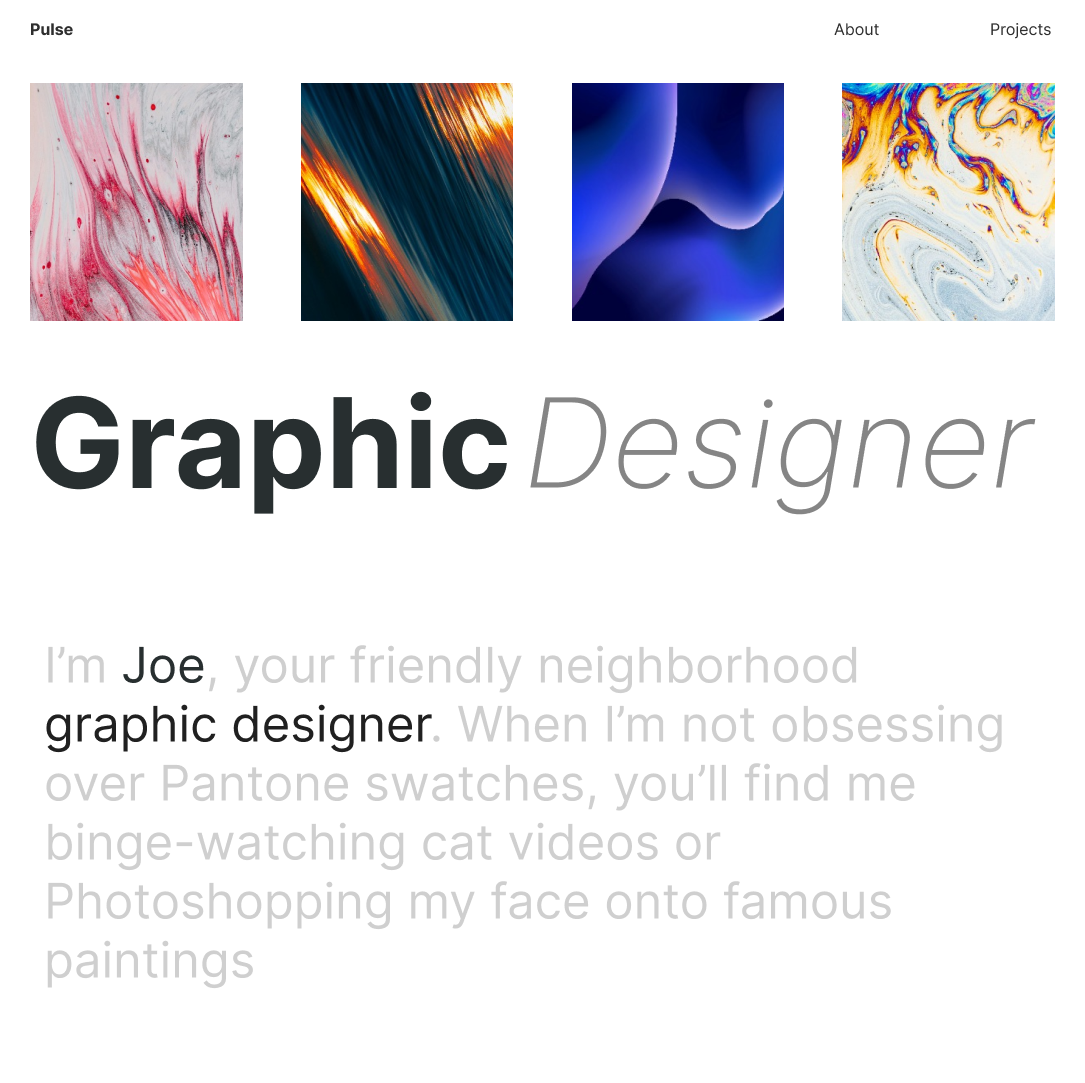 Pulse About Projects
Graphic Designer
I’m Joe, your friendly neighborhood
graphic designer. When I’m not obsessing
over Pantone swatches, you’ll find me
binge-watching cat videos or
Photoshopping my face onto famous
paintings